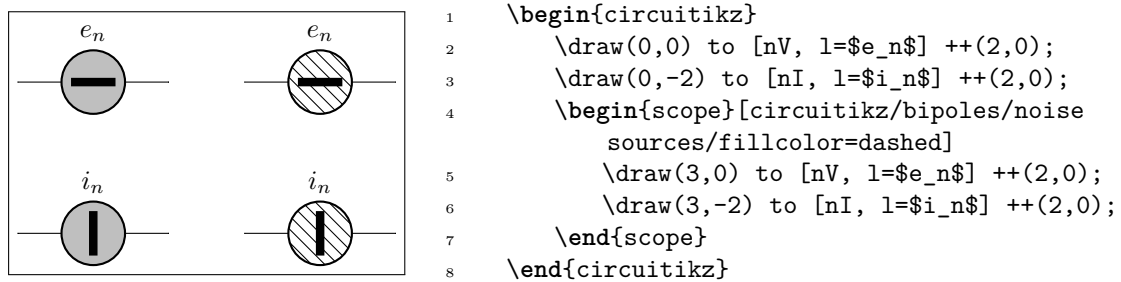 e_n e_n
i_n i_n
1 \begin{circuitikz}
2 \draw(0,0) to [nV, l=$e_n$] ++(2,0);
3 \draw(0,-2) to [nI, l=$i_n$] ++(2,0);
4 \begin{scope}[circuitikz/bipoles/noise
sources/fillcolor=dashed]
5 \draw(3,0) to [nV, l=$e_n$] ++(2,0);
6 \draw(3,-2) to [nI, l=$i_n$] ++(2,0);
7 \end{scope}
8 \end{circuitikz}